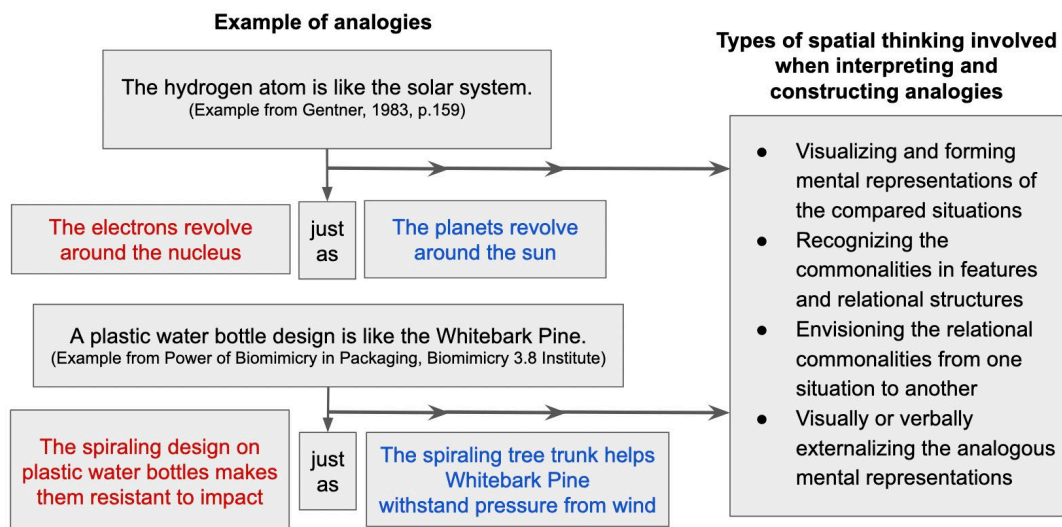 Example of analogies
The hydrogen atom is like the solar system.
(Example from Gentner, 1983, p.159)
The electrons revolve
around the nucleus
just
as
The planets revolve
around the sun
A plastic water bottle design is like the Whitebark Pine.
(Example from Power of Biomimicry in Packaging, Biomimicry 3.8 Institute)
The spiraling design on
plastic water bottles makes
them resistant to impact
just
as
The spiraling tree trunk helps
Whitebark Pine
withstand pressure from wind
Types of spatial thinking involved
when interpreting and
constructing analogies
● Visualizing and forming
mental representations of
the compared situations
● Recognizing the
commonalities in features
and relational structures
● Envisioning the relational
commonalities from one
situation to another
● Visually or verbally
externalizing the analogous
mental representations